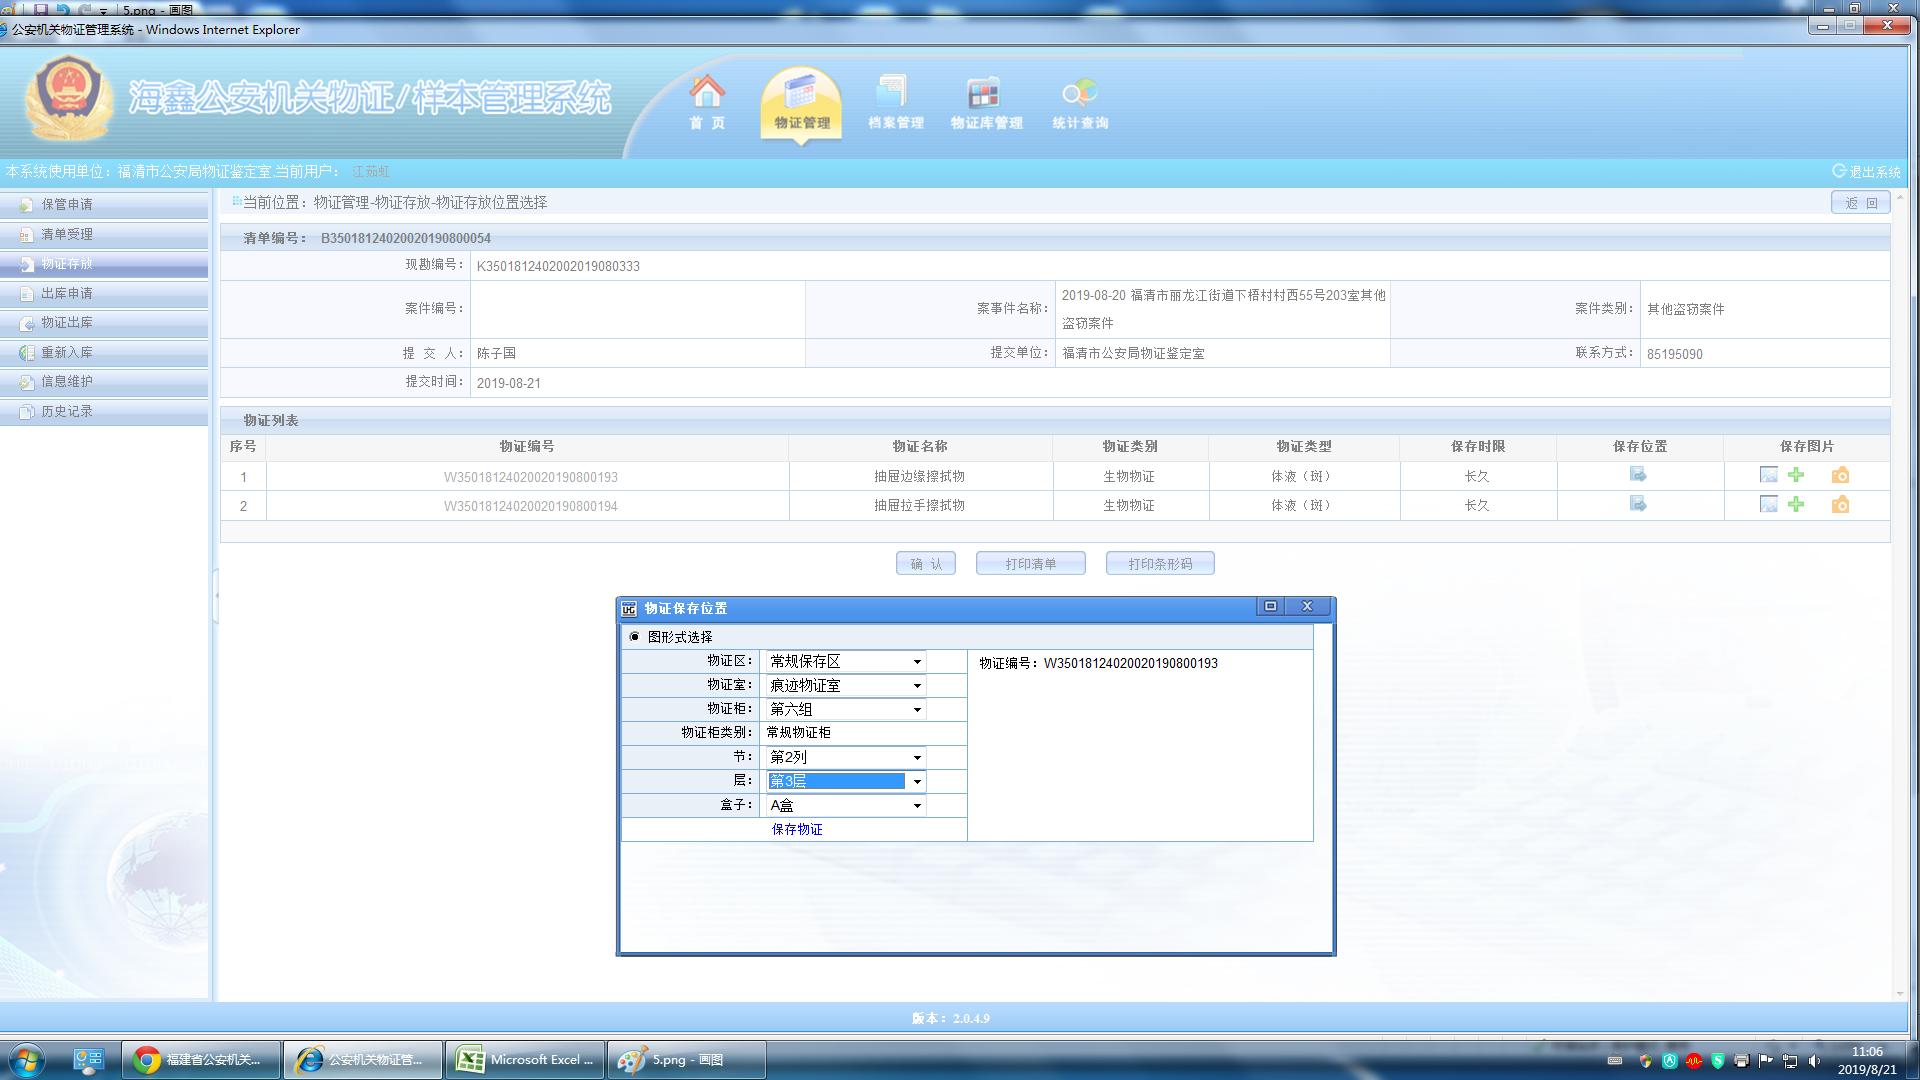 5.png - 画图
公安机关物证管理系统 - Windows Internet Explorer
海鑫公安机关物证/样本管理系统
首 页
物证管理
档案管理
物证库管理
统计查询
本系统使用单位：福清市公安局物证鉴定室,当前用户： 江茹虹
退出系统
保管申请
清单受理
物证存放
出库申请
物证出库
重新入库
信息维护
历史记录
当前位置：物证管理-物证存放-物证存放位置选择
返 回
清单编号： B35018124020020190800054
现勘编号： K3501812402002019080333
案件编号：
案事件名称： 2019-08-20 福清市丽龙江街道下梧村村西55号203室其他
盗窃案件
案件类别： 其他盗窃案件
提 交 人： 陈子国
提交单位： 福清市公安局物证鉴定室
联系方式： 85195090
提交时间： 2019-08-21
物证列表
序号 物证编号 物证名称 物证类别 物证类型 保存时限 保存位置 保存图片
1 W35018124020020190800193 抽屉边缘擦拭物 生物物证 体液（斑） 长久
2 W35018124020020190800194 抽屉拉手擦拭物 生物物证 体液（斑） 长久
确 认
打印清单
打印条形码
物证保存位置
图形式选择
物证区： 常规保存区
物证编号：W35018124020020190800193
物证室： 痕迹物证室
物证柜： 第六组
物证柜类别： 常规物证柜
节： 第2列
层： 第3层
盒子： A盒
保存物证
版本：2.0.4.9
福建省公安机关...
公安机关物证管...
Microsoft Excel ...
5.png - 画图
11:06
2019/8/21